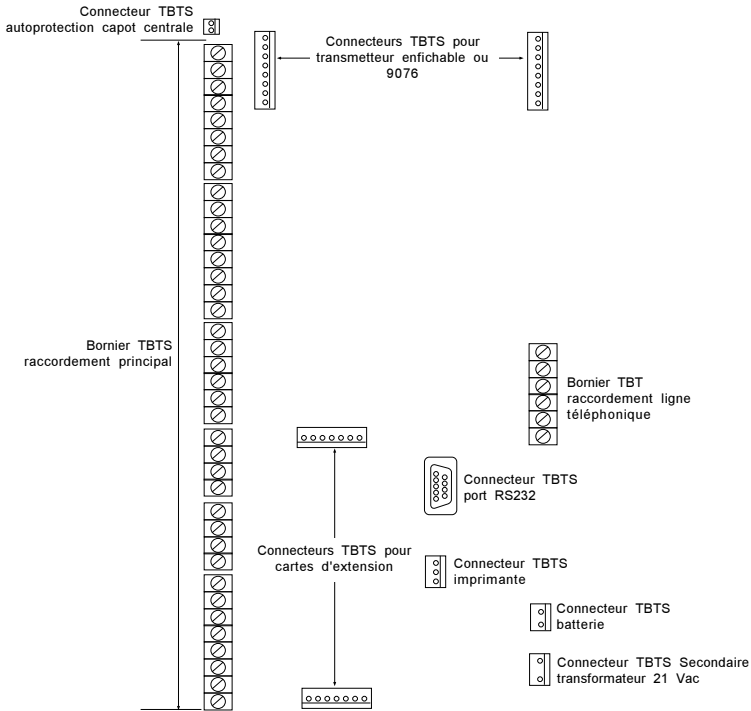 Connecteur TBTS
autoprotection capot centrale
Connecteurs TBTS pour
transmetteur enfichable ou
9076
Bornier TBTS
raccordement principal
Bornier TBT
raccordement ligne
téléphonique
Connecteur TBTS
port RS232
Connecteurs TBTS pour
cartes d'extension
Connecteur TBTS
imprimante
Connecteur TBTS
batterie
Connecteur TBTS Secondaire
transformateur 21 Vac